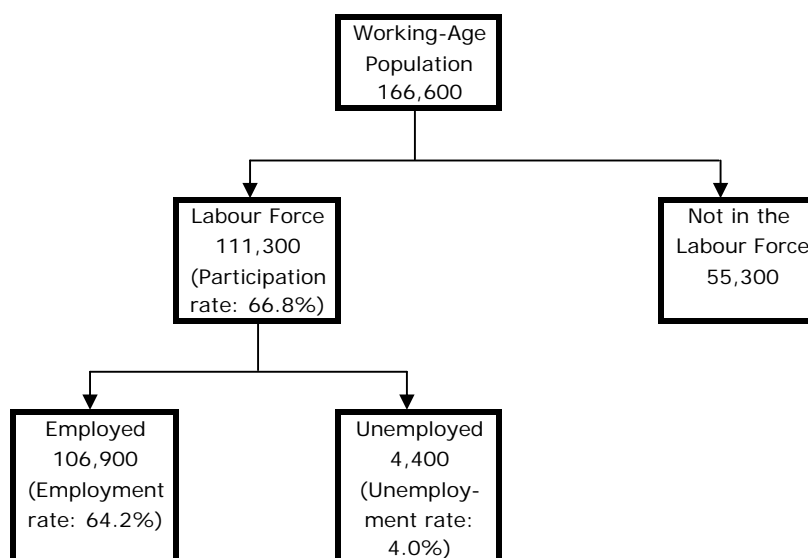 Working-Age
Population
166,600
Labour Force
111,300
(Participation
rate: 66.8%)
Not in the
Labour Force
55,300
Employed
106,900
(Employment
rate: 64.2%)
Unemployed
4,400
(Unemploy-
ment rate:
4.0%)